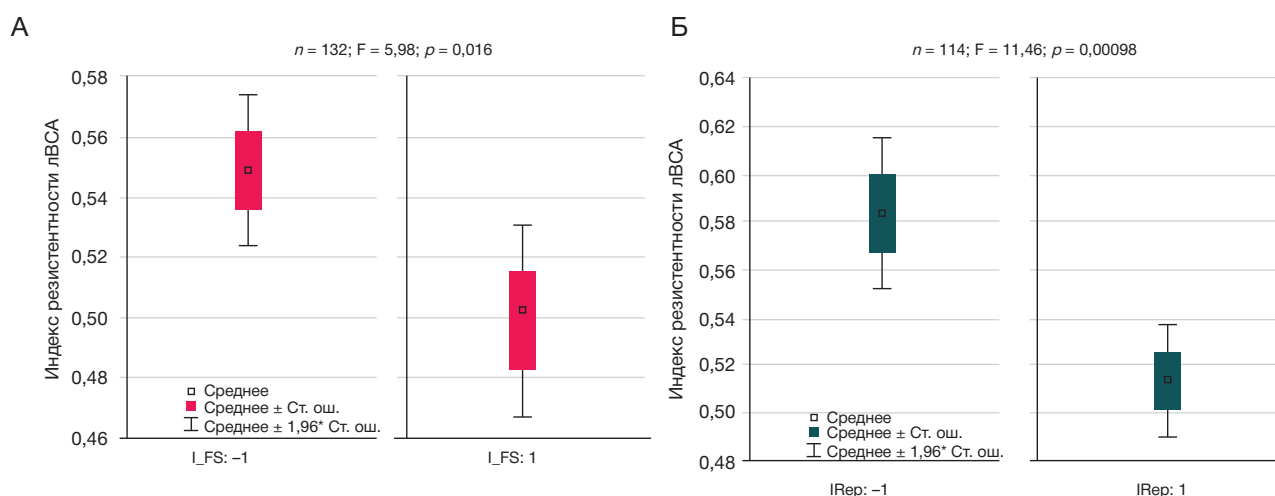 А
n = 132; F = 5,98; p = 0,016
Индекс резистентности лВСА
0,58
0,56
0,54
0,52
0,50
0,48
0,46
Среднее
Среднее ± Ст. ош.
Среднее ± 1,96* Ст. ош.
I_FS: –1
I_FS: 1
Б
n = 114; F = 11,46; p = 0,00098
Индекс резистентности лВСА
0,64
0,62
0,60
0,58
0,56
0,54
0,52
0,50
0,48
Среднее
Среднее ± Ст. ош.
Среднее ± 1,96* Ст. ош.
IRep: –1
IRep: 1